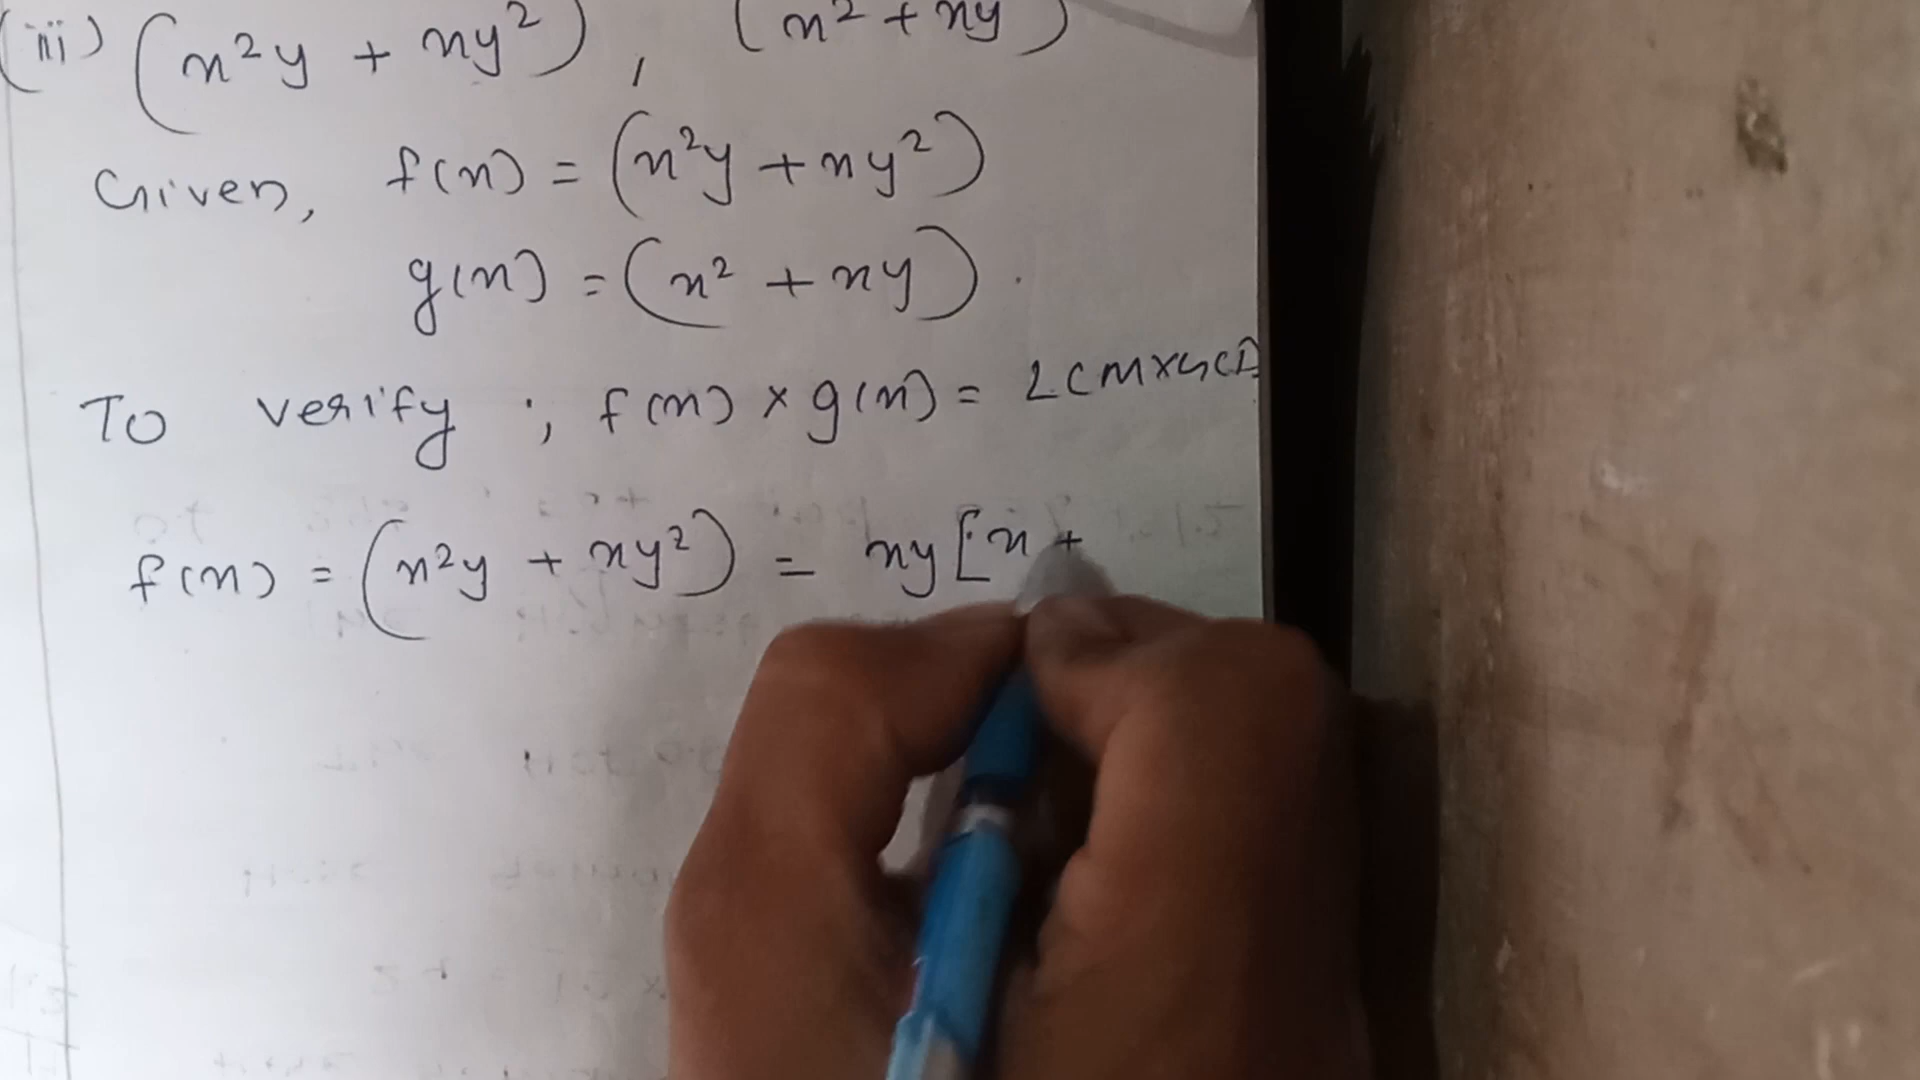 (iii) (x²y + xy²), (x² + xy)
Given, f(x) = (x²y + xy²)
g(x) = (x² + xy).
To verify ; f(x) × g(x) = LCM×GCD
f(x) = (x²y + xy²) = xy[x +